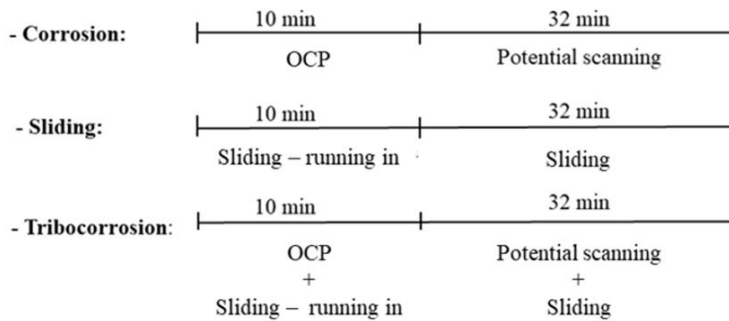 10 min 32 min
- Corrosion:
OCP Potential scanning
10 min 32 min
- Sliding:
Sliding – running in Sliding
10 min 32 min
- Tribocorrosion:
OCP Potential scanning
+ +
Sliding – running in Sliding